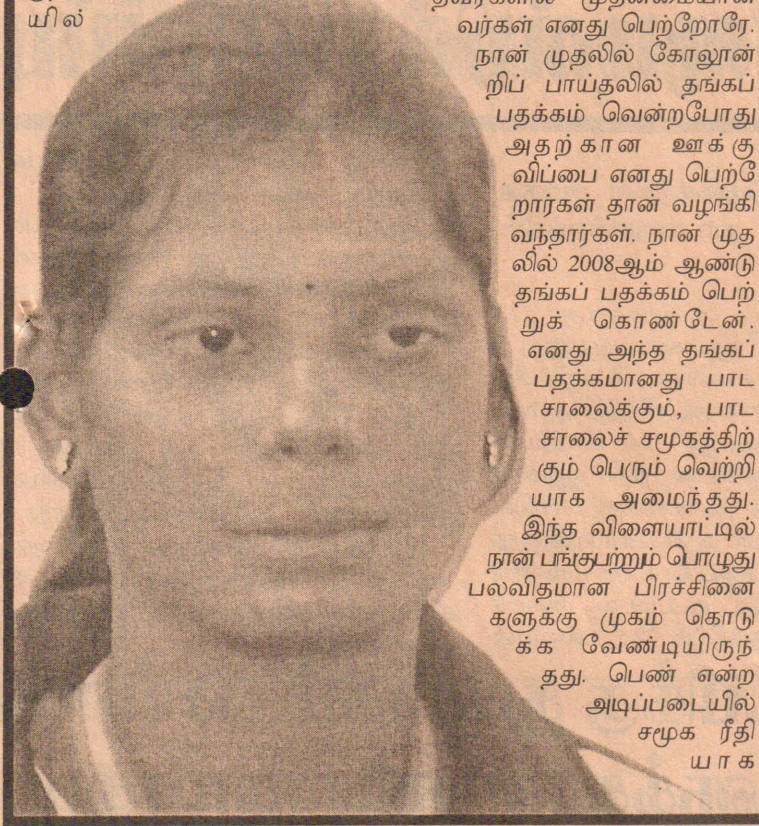 யில்
வர்கள் எனது பெற்றோரே.
நான் முதலில் கோலூன்
றிப் பாய்தலில் தங்கப்
பதக்கம் வென்றபோது
அதற்கான ஊக்கு
விப்பை எனது பெற்றே
றார்கள் தான் வழங்கி
வந்தார்கள். நான் முத
லில் 2008ஆம் ஆண்டு
தங்கப் பதக்கம் பெற்
றுக் கொண்டேன்.
எனது அந்த தங்கப்
பதக்கமானது பாட
சாலைக்கும், பாட
சாலைச் சமூகத்திற்
கும் பெரும் வெற்றி
யாக அமைந்தது.
இந்த விளையாட்டில்
நான் பங்குபற்றும் பொழுது
பலவிதமான பிரச்சினை
களுக்கு முகம் கொடு
க்க வேண்டியிருந்
தது. பெண் என்ற
அடிப்படையில்
சமூக ரீதி
யாக